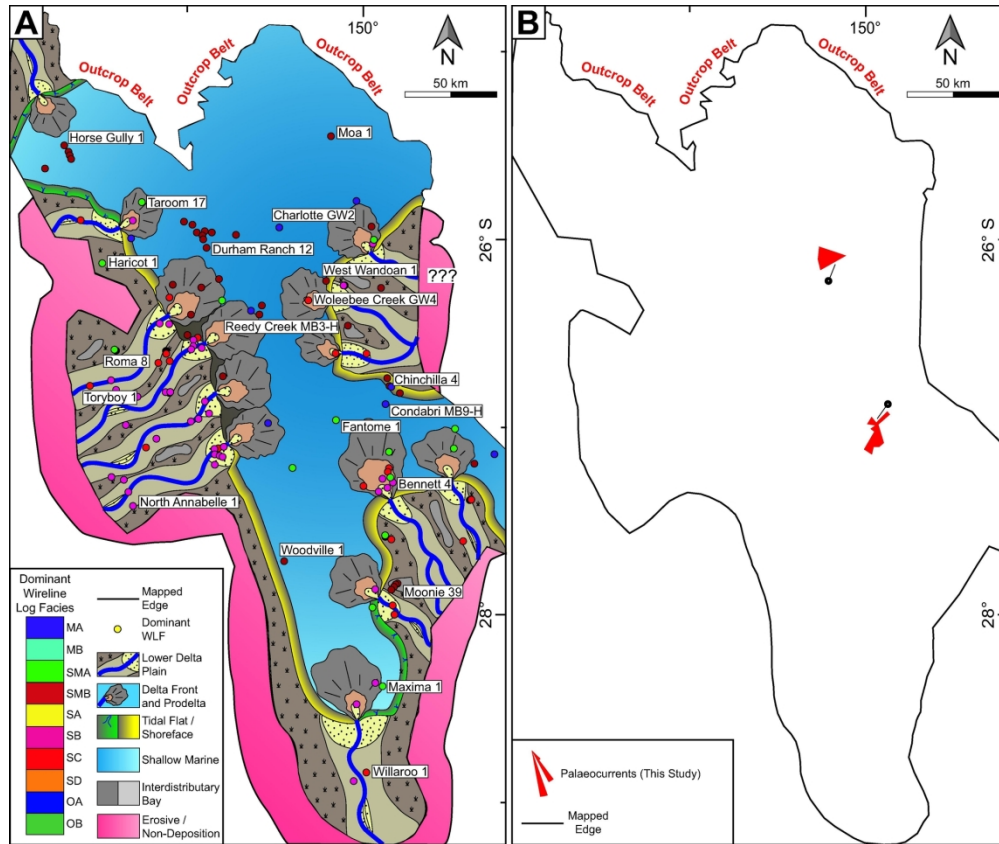 A
150°
N
50 km
Outcrop Belt
Outcrop Belt
Outcrop Belt
Horse Gully 1
Moa 1
Taroom 17
Charlotte GW2
Durham Ranch 12
26° S
Haricot 1
West Wandoan 1
???
Woleebee Creek GW4
Reedy Creek MB3-H
Roma 8
Chinchilla 4
Toryboy 1
Condabri MB9-H
Fantome 1
Bennett 4
North Annabelle 1
Woodville 1
Moonie 39
28°
Maxima 1
Willaroo 1
Dominant
Wireline
Log Facies
MA
MB
SMA
SMB
SA
SB
SC
SD
OA
OB
Mapped
Edge
Dominant
WLF
Lower Delta
Plain
Delta Front
and Prodelta
Tidal Flat /
Shoreface
Shallow Marine
Interdistributary
Bay
Erosive /
Non-Deposition
B
150°
N
50 km
Outcrop Belt
Outcrop Belt
Outcrop Belt
26° S
28°
Palaeocurrents (This Study)
Mapped
Edge